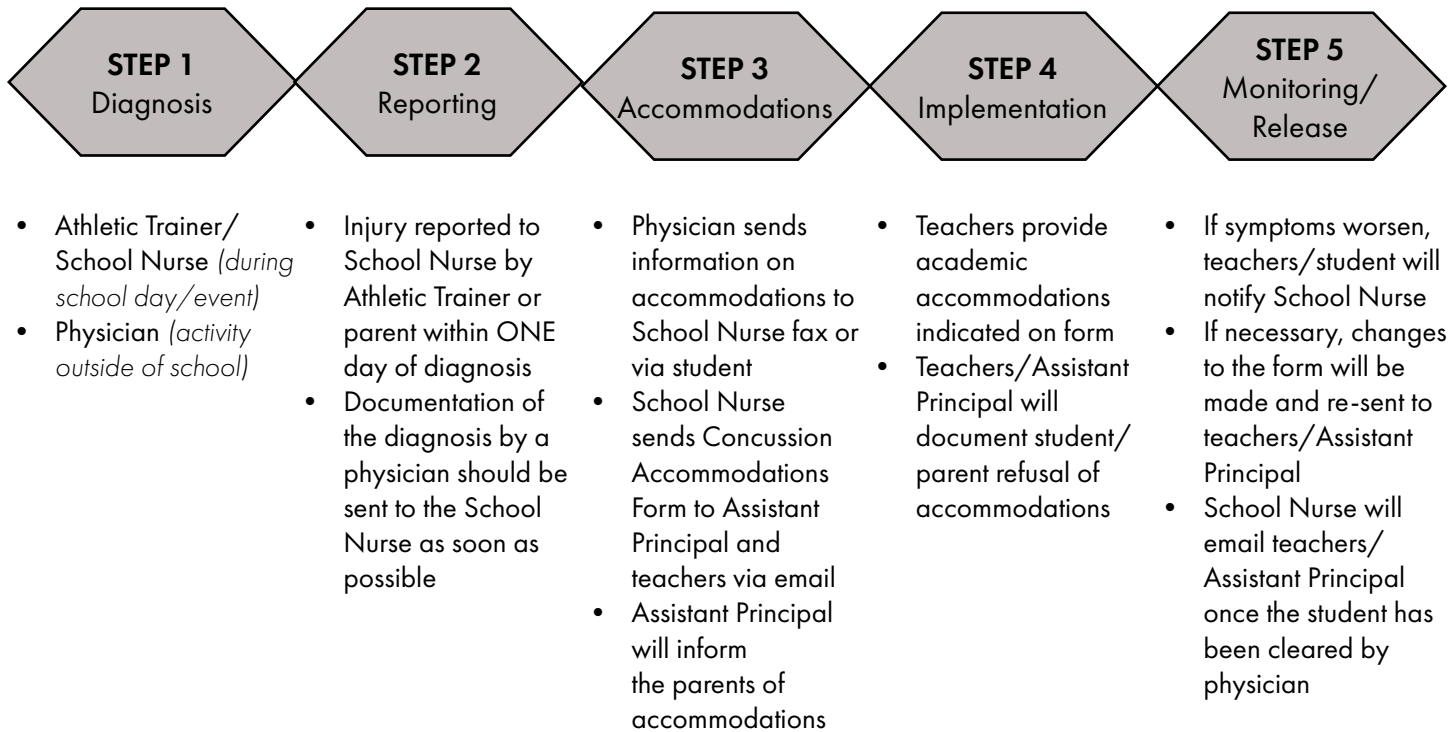 STEP 1
Diagnosis
STEP 2
Reporting
STEP 3
Accommodations
STEP 4
Implementation
STEP 5
Monitoring/
Release
• Athletic Trainer/
School Nurse (during
school day/event)
• Physician (activity
outside of school)
• Injury reported to
School Nurse by
Athletic Trainer or
parent within ONE
day of diagnosis
• Documentation of
the diagnosis by a
physician should be
sent to the School
Nurse as soon as
possible
• Physician sends
information on
accommodations to
School Nurse fax or
via student
• School Nurse
sends Concussion
Accommodations
Form to Assistant
Principal and
teachers via email
• Assistant Principal
will inform
the parents of
accommodations
• Teachers provide
academic
accommodations
indicated on form
• Teachers/Assistant
Principal will
document student/
parent refusal of
accommodations
• If symptoms worsen,
teachers/student will
notify School Nurse
• If necessary, changes
to the form will be
made and re-sent to
teachers/Assistant
Principal
• School Nurse will
email teachers/
Assistant Principal
once the student has
been cleared by
physician